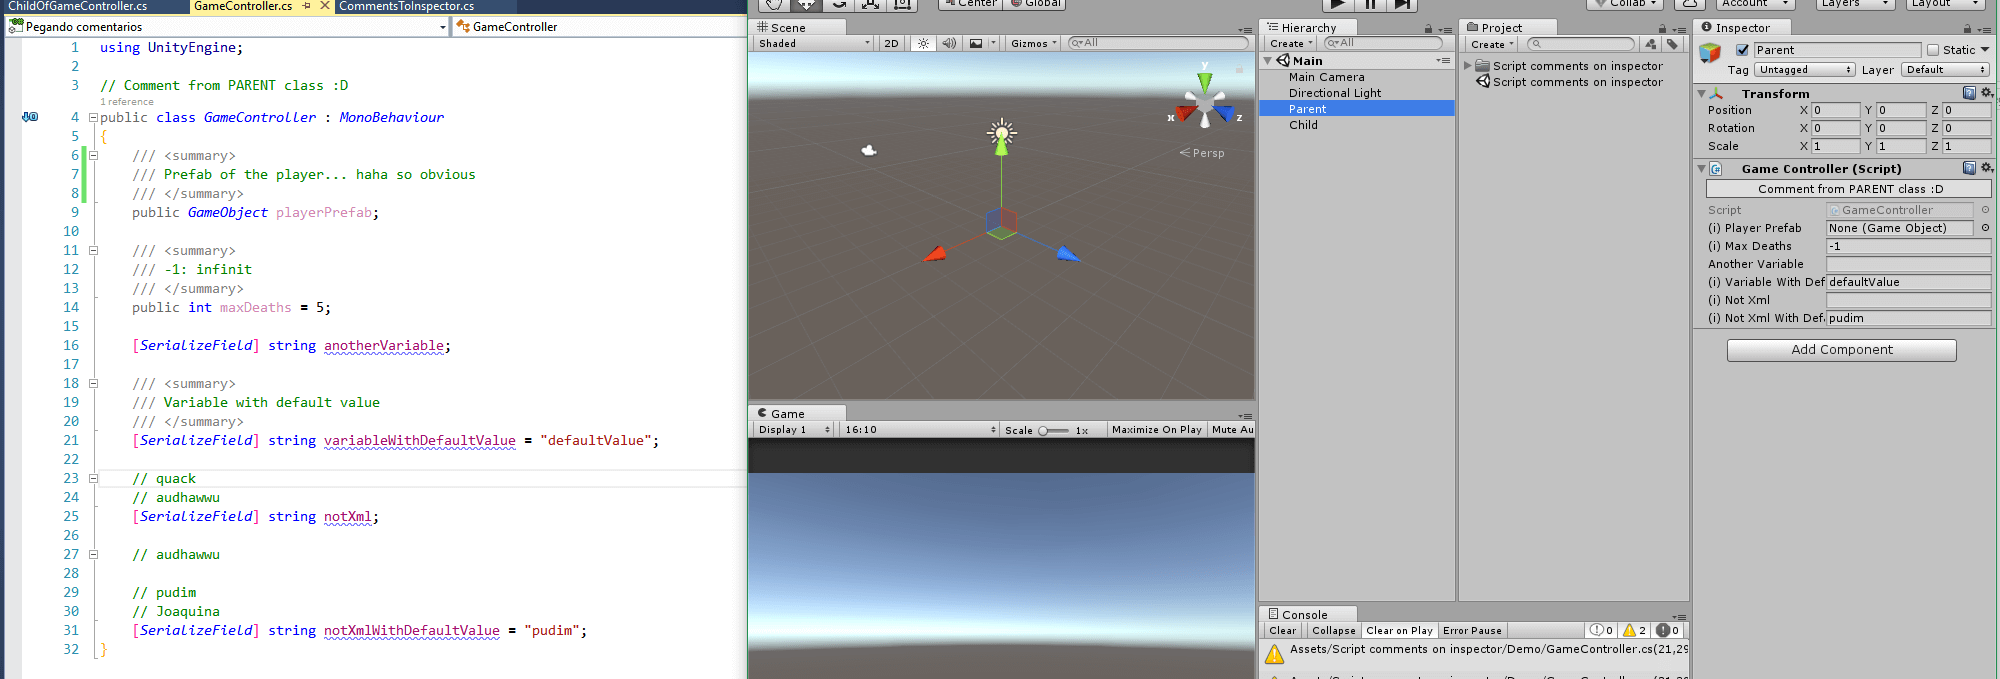 ChildOfGameController.cs
GameController.cs
CommentsToInspector.cs
Pegando comentarios
GameController
1 using UnityEngine;
2
3 // Comment from PARENT class :D
1 reference
4 public class GameController : MonoBehaviour
5 {
6 /// <summary>
7 /// Prefab of the player... haha so obvious
8 /// </summary>
9 public GameObject playerPrefab;
10
11 /// <summary>
12 /// -1: infinit
13 /// </summary>
14 public int maxDeaths = 5;
15
16 [SerializeField] string anotherVariable;
17
18 /// <summary>
19 /// Variable with default value
20 /// </summary>
21 [SerializeField] string variableWithDefaultValue = "defaultValue";
22
23 // quack
24 // audhawwu
25 [SerializeField] string notXml;
26
27 // audhawwu
28
29 // pudim
30 // Joaquina
31 [SerializeField] string notXmlWithDefaultValue = "pudim";
32 }
Center
Global
Scene
Shaded 2D Gizmos All
y
x z
Persp
Game
Display 1 16:10 Scale 1x Maximize On Play Mute Au
Hierarchy
Create All
Main
Main Camera
Directional Light
Parent
Child
Project
Create
Script comments on inspector
Script comments on inspector
Console
Clear Collapse Clear on Play Error Pause 0 2 0
Assets/Script comments on inspector/Demo/GameController.cs(21,29
Collab Account Layers Layout
Inspector
Parent Static
Tag Untagged Layer Default
Transform
Position X 0 Y 0 Z 0
Rotation X 0 Y 0 Z 0
Scale X 1 Y 1 Z 1
Game Controller (Script)
Comment from PARENT class :D
Script GameController
(i) Player Prefab None (Game Object)
(i) Max Deaths -1
Another Variable
(i) Variable With Def defaultValue
(i) Not Xml
(i) Not Xml With Defa pudim
Add Component